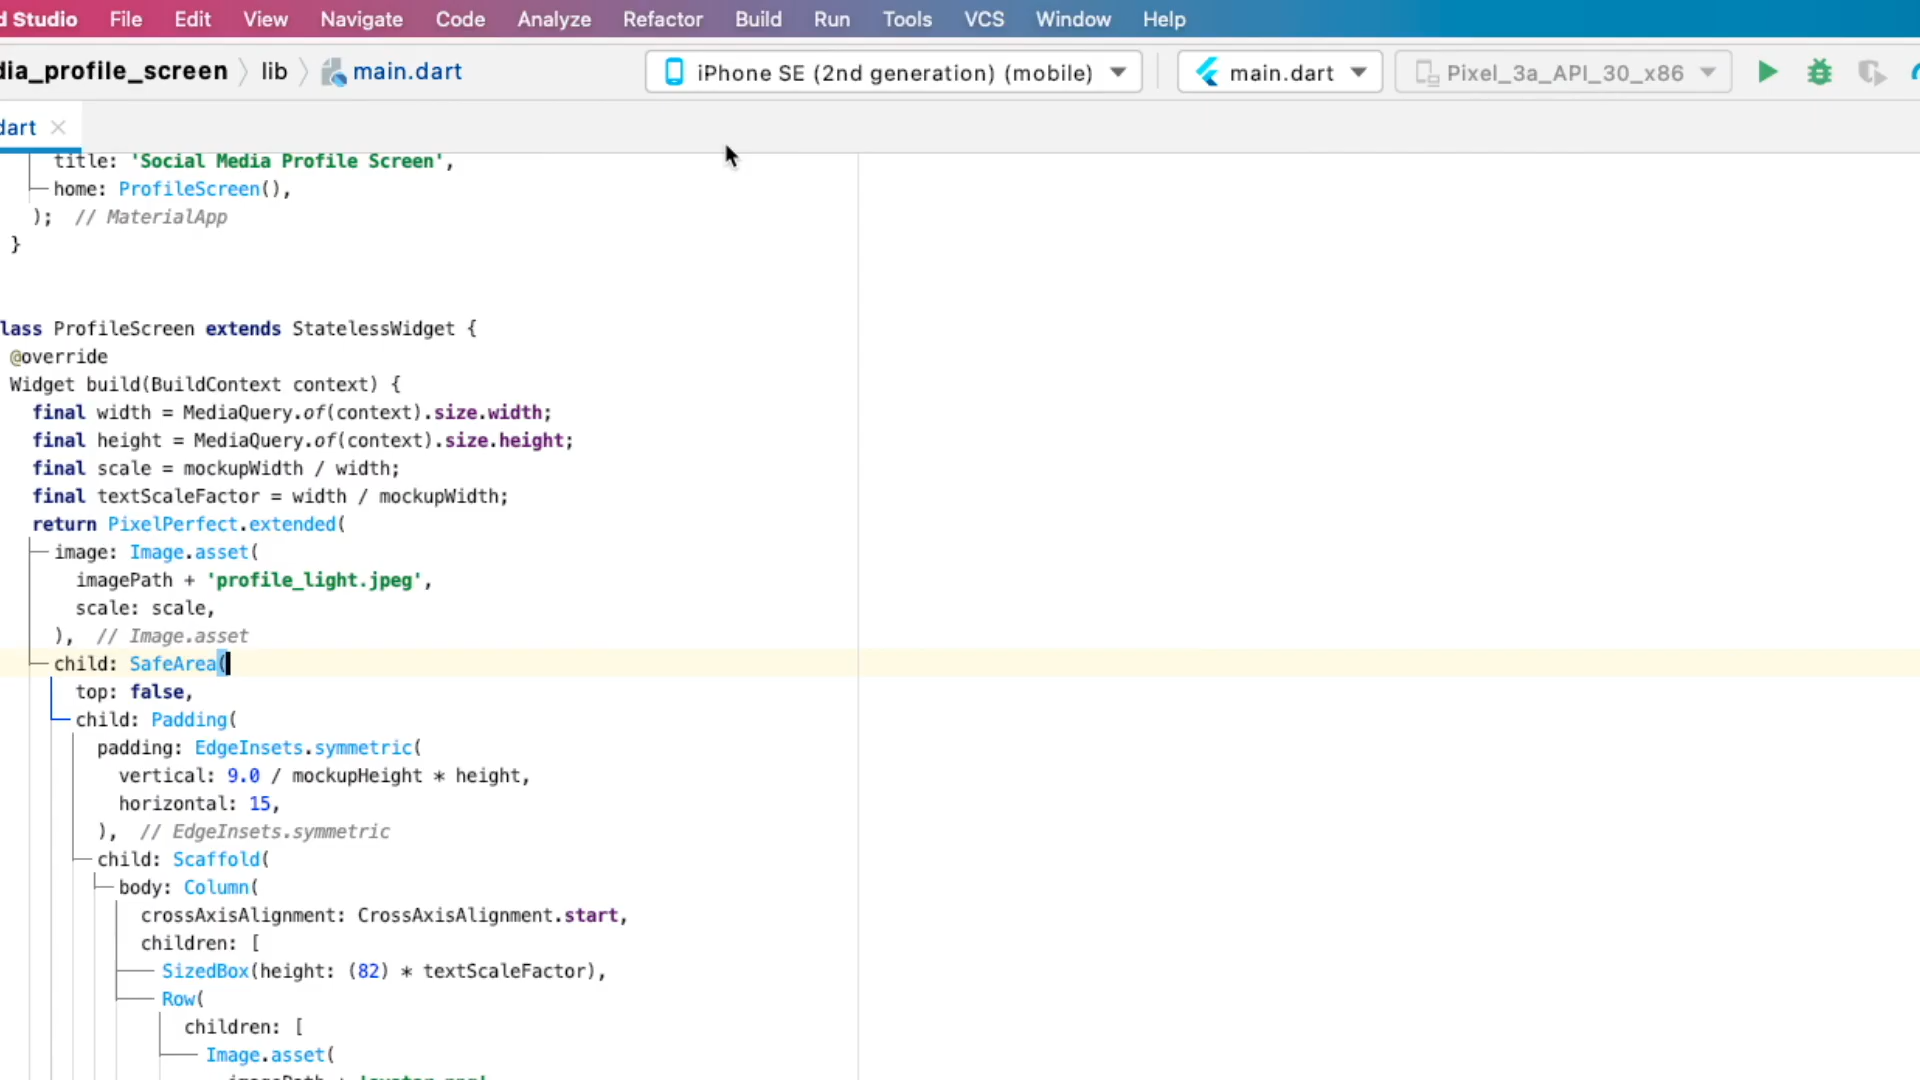 d Studio File Edit View Navigate Code Analyze Refactor Build Run Tools VCS Window Help
dia_profile_screen lib main.dart iPhone SE (2nd generation) (mobile) main.dart Pixel_3a_API_30_x86
dart
title: 'Social Media Profile Screen',
home: ProfileScreen(),
); // MaterialApp
}
lass ProfileScreen extends StatelessWidget {
@override
Widget build(BuildContext context) {
final width = MediaQuery.of(context).size.width;
final height = MediaQuery.of(context).size.height;
final scale = mockupWidth / width;
final textScaleFactor = width / mockupWidth;
return PixelPerfect.extended(
image: Image.asset(
imagePath + 'profile_light.jpeg',
scale: scale,
), // Image.asset
child: SafeArea(
top: false,
child: Padding(
padding: EdgeInsets.symmetric(
vertical: 9.0 / mockupHeight * height,
horizontal: 15,
), // EdgeInsets.symmetric
child: Scaffold(
body: Column(
crossAxisAlignment: CrossAxisAlignment.start,
children: [
SizedBox(height: (82) * textScaleFactor),
Row(
children: [
Image.asset(